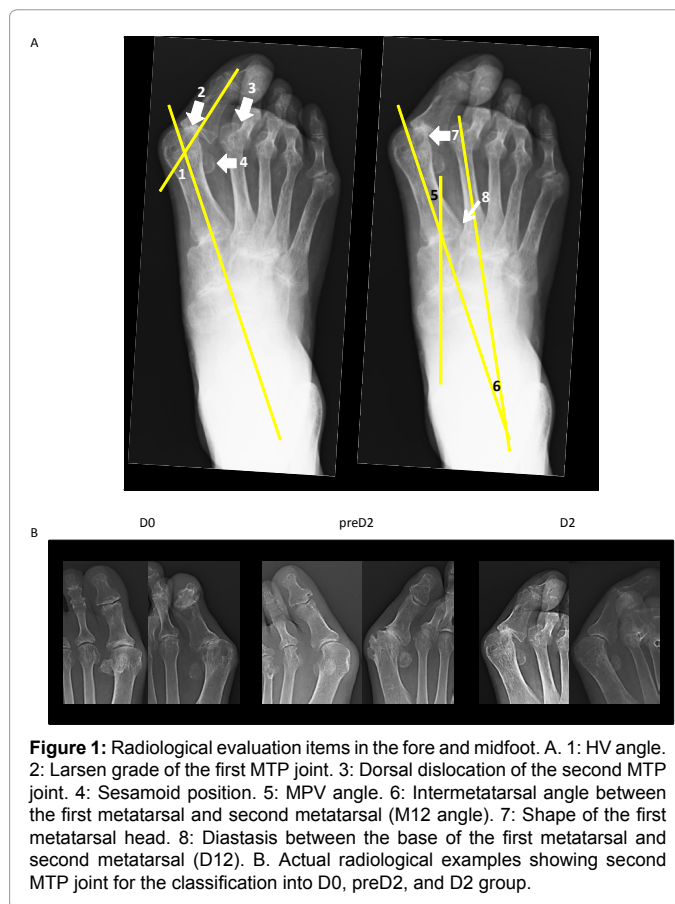 A
2
3
1
4
7
5
8
6
D0 preD2 D2
B
Figure 1: Radiological evaluation items in the fore and midfoot. A. 1: HV angle.
2: Larsen grade of the first MTP joint. 3: Dorsal dislocation of the second MTP
joint. 4: Sesamoid position. 5: MPV angle. 6: Intermetatarsal angle between
the first metatarsal and second metatarsal (M12 angle). 7: Shape of the first
metatarsal head. 8: Diastasis between the base of the first metatarsal and
second metatarsal (D12). B. Actual radiological examples showing second
MTP joint for the classification into D0, preD2, and D2 group.